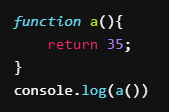 function a(){
    return 35;
}
console.log(a())